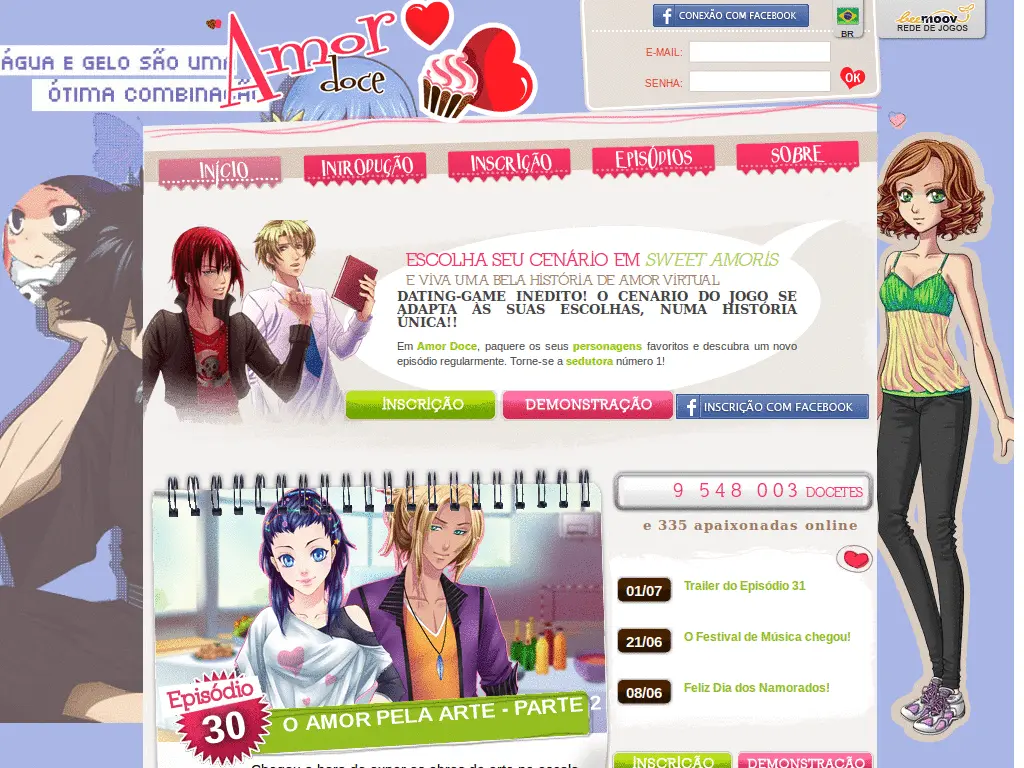 ÁGUA E GELO SÃO UMA
ÓTIMA COMBINAÇÃO
Amor
doce
CONEXÃO COM FACEBOOK
BR
beemoov
REDE DE JOGOS
E-MAIL:
SENHA:
OK
INÍCIO
INTRODUÇÃO
INSCRIÇÃO
EPISÓDIOS
SOBRE
ESCOLHA SEU CENÁRIO EM SWEET AMORIS
E VIVA UMA BELA HISTÓRIA DE AMOR VIRTUAL
DATING-GAME INÉDITO! O CENÁRIO DO JOGO SE
ADAPTA ÀS SUAS ESCOLHAS, NUMA HISTÓRIA
ÚNICA!!
Em Amor Doce, paquere os seus personagens favoritos e descubra um novo
episódio regularmente. Torne-se a sedutora número 1!
INSCRIÇÃO
DEMONSTRAÇÃO
INSCRIÇÃO COM FACEBOOK
9 548 003 DOCETES
e 335 apaixonadas online
01/07 Trailer do Episódio 31
21/06 O Festival de Música chegou!
08/06 Feliz Dia dos Namorados!
Episódio
30
O AMOR PELA ARTE - PARTE 2
INSCRIÇÃO
DEMONSTRAÇÃO